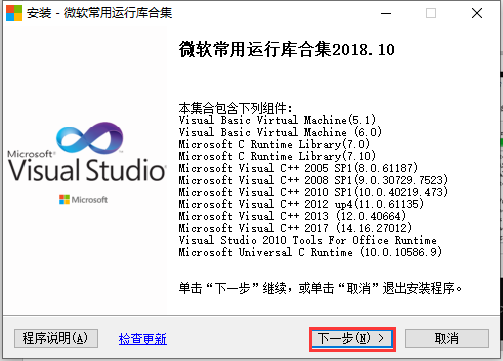 安装 - 微软常用运行库合集
微软常用运行库合集2018.10
本集合包含下列组件:
Visual Basic Virtual Machine(5.1)
Visual Basic Virtual Machine (6.0)
Microsoft C Runtime Library(7.0)
Microsoft C Runtime Library(7.10)
Microsoft Visual C++ 2005 SP1(8.0.61187)
Microsoft Visual C++ 2008 SP1(9.0.30729.7523)
Microsoft Visual C++ 2010 SP1(10.0.40219.473)
Microsoft Visual C++ 2012 up4(11.0.61135)
Microsoft Visual C++ 2013 (12.0.40664)
Microsoft Visual C++ 2017 (14.16.27012)
Visual Studio 2010 Tools For Office Runtime
Microsoft Universal C Runtime (10.0.10586.9)
Microsoft
Visual Studio
Microsoft
单击“下一步”继续，或单击“取消”退出安装程序。
程序说明(A) 检查更新 下一步(N) > 取消